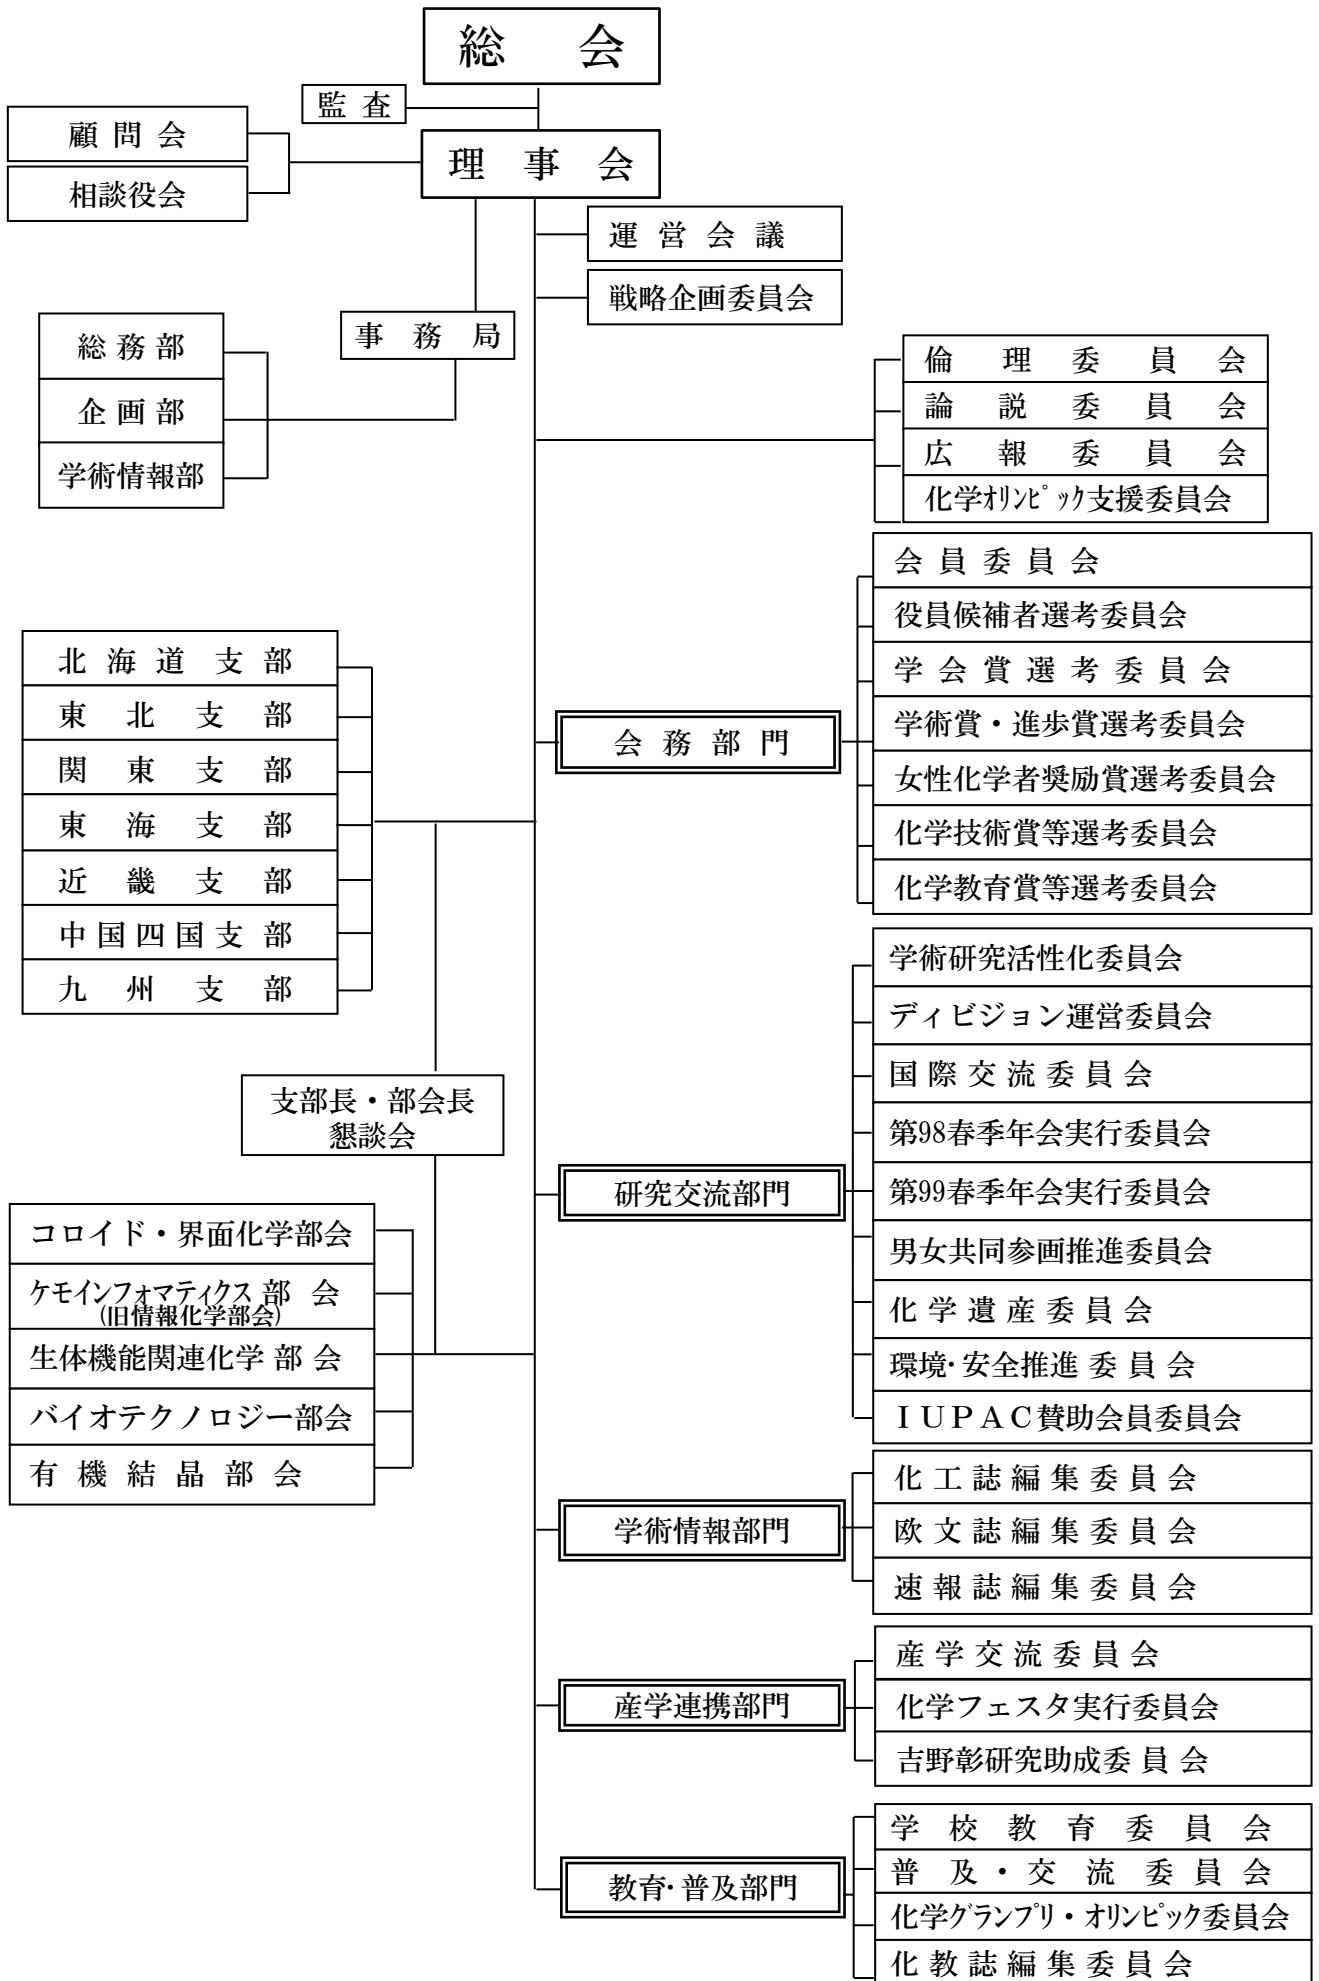 総会
監査
顧問会
相談役会
理事会
運営会議
戦略企画委員会
事務局
総務部
企画部
学術情報部
倫理委員会
論説委員会
広報委員会
化学オリンピック支援委員会
北海道支部
東北支部
関東支部
東海支部
近畿支部
中国四国支部
九州支部
会務部門
会員委員会
役員候補者選考委員会
学会賞選考委員会
学術賞・進歩賞選考委員会
女性化学者奨励賞選考委員会
化学技術賞等選考委員会
化学教育賞等選考委員会
支部長・部会長
懇談会
研究交流部門
学術研究活性化委員会
ディビジョン運営委員会
国際交流委員会
第98春季年会実行委員会
第99春季年会実行委員会
男女共同参画推進委員会
化学遺産委員会
環境・安全推進委員会
ＩＵＰＡＣ賛助会員委員会
コロイド・界面化学部会
ケモインフォマティクス部会
(旧情報化学部会)
生体機能関連化学部会
バイオテクノロジー部会
有機結晶部会
学術情報部門
化工誌編集委員会
欧文誌編集委員会
速報誌編集委員会
産学連携部門
産学交流委員会
化学フェスタ実行委員会
吉野彰研究助成委員会
教育・普及部門
学校教育委員会
普及・交流委員会
化学グランプリ・オリンピック委員会
化教誌編集委員会